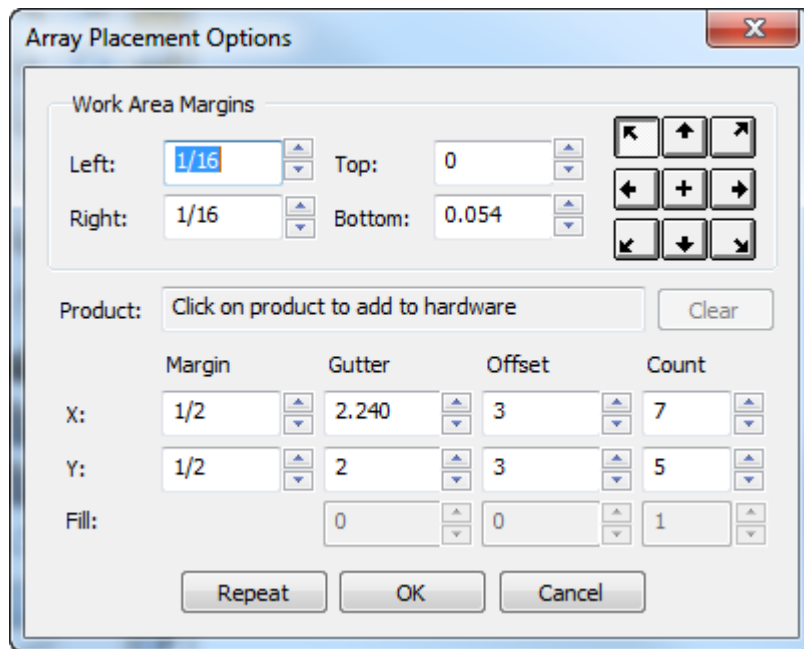 Array Placement Options
Work Area Margins
Left: 1/16 Top: 0
Right: 1/16 Bottom: 0.054
Product: Click on product to add to hardware Clear
Margin Gutter Offset Count
X: 1/2 2.240 3 7
Y: 1/2 2 3 5
Fill: 0 0 1
Repeat OK Cancel